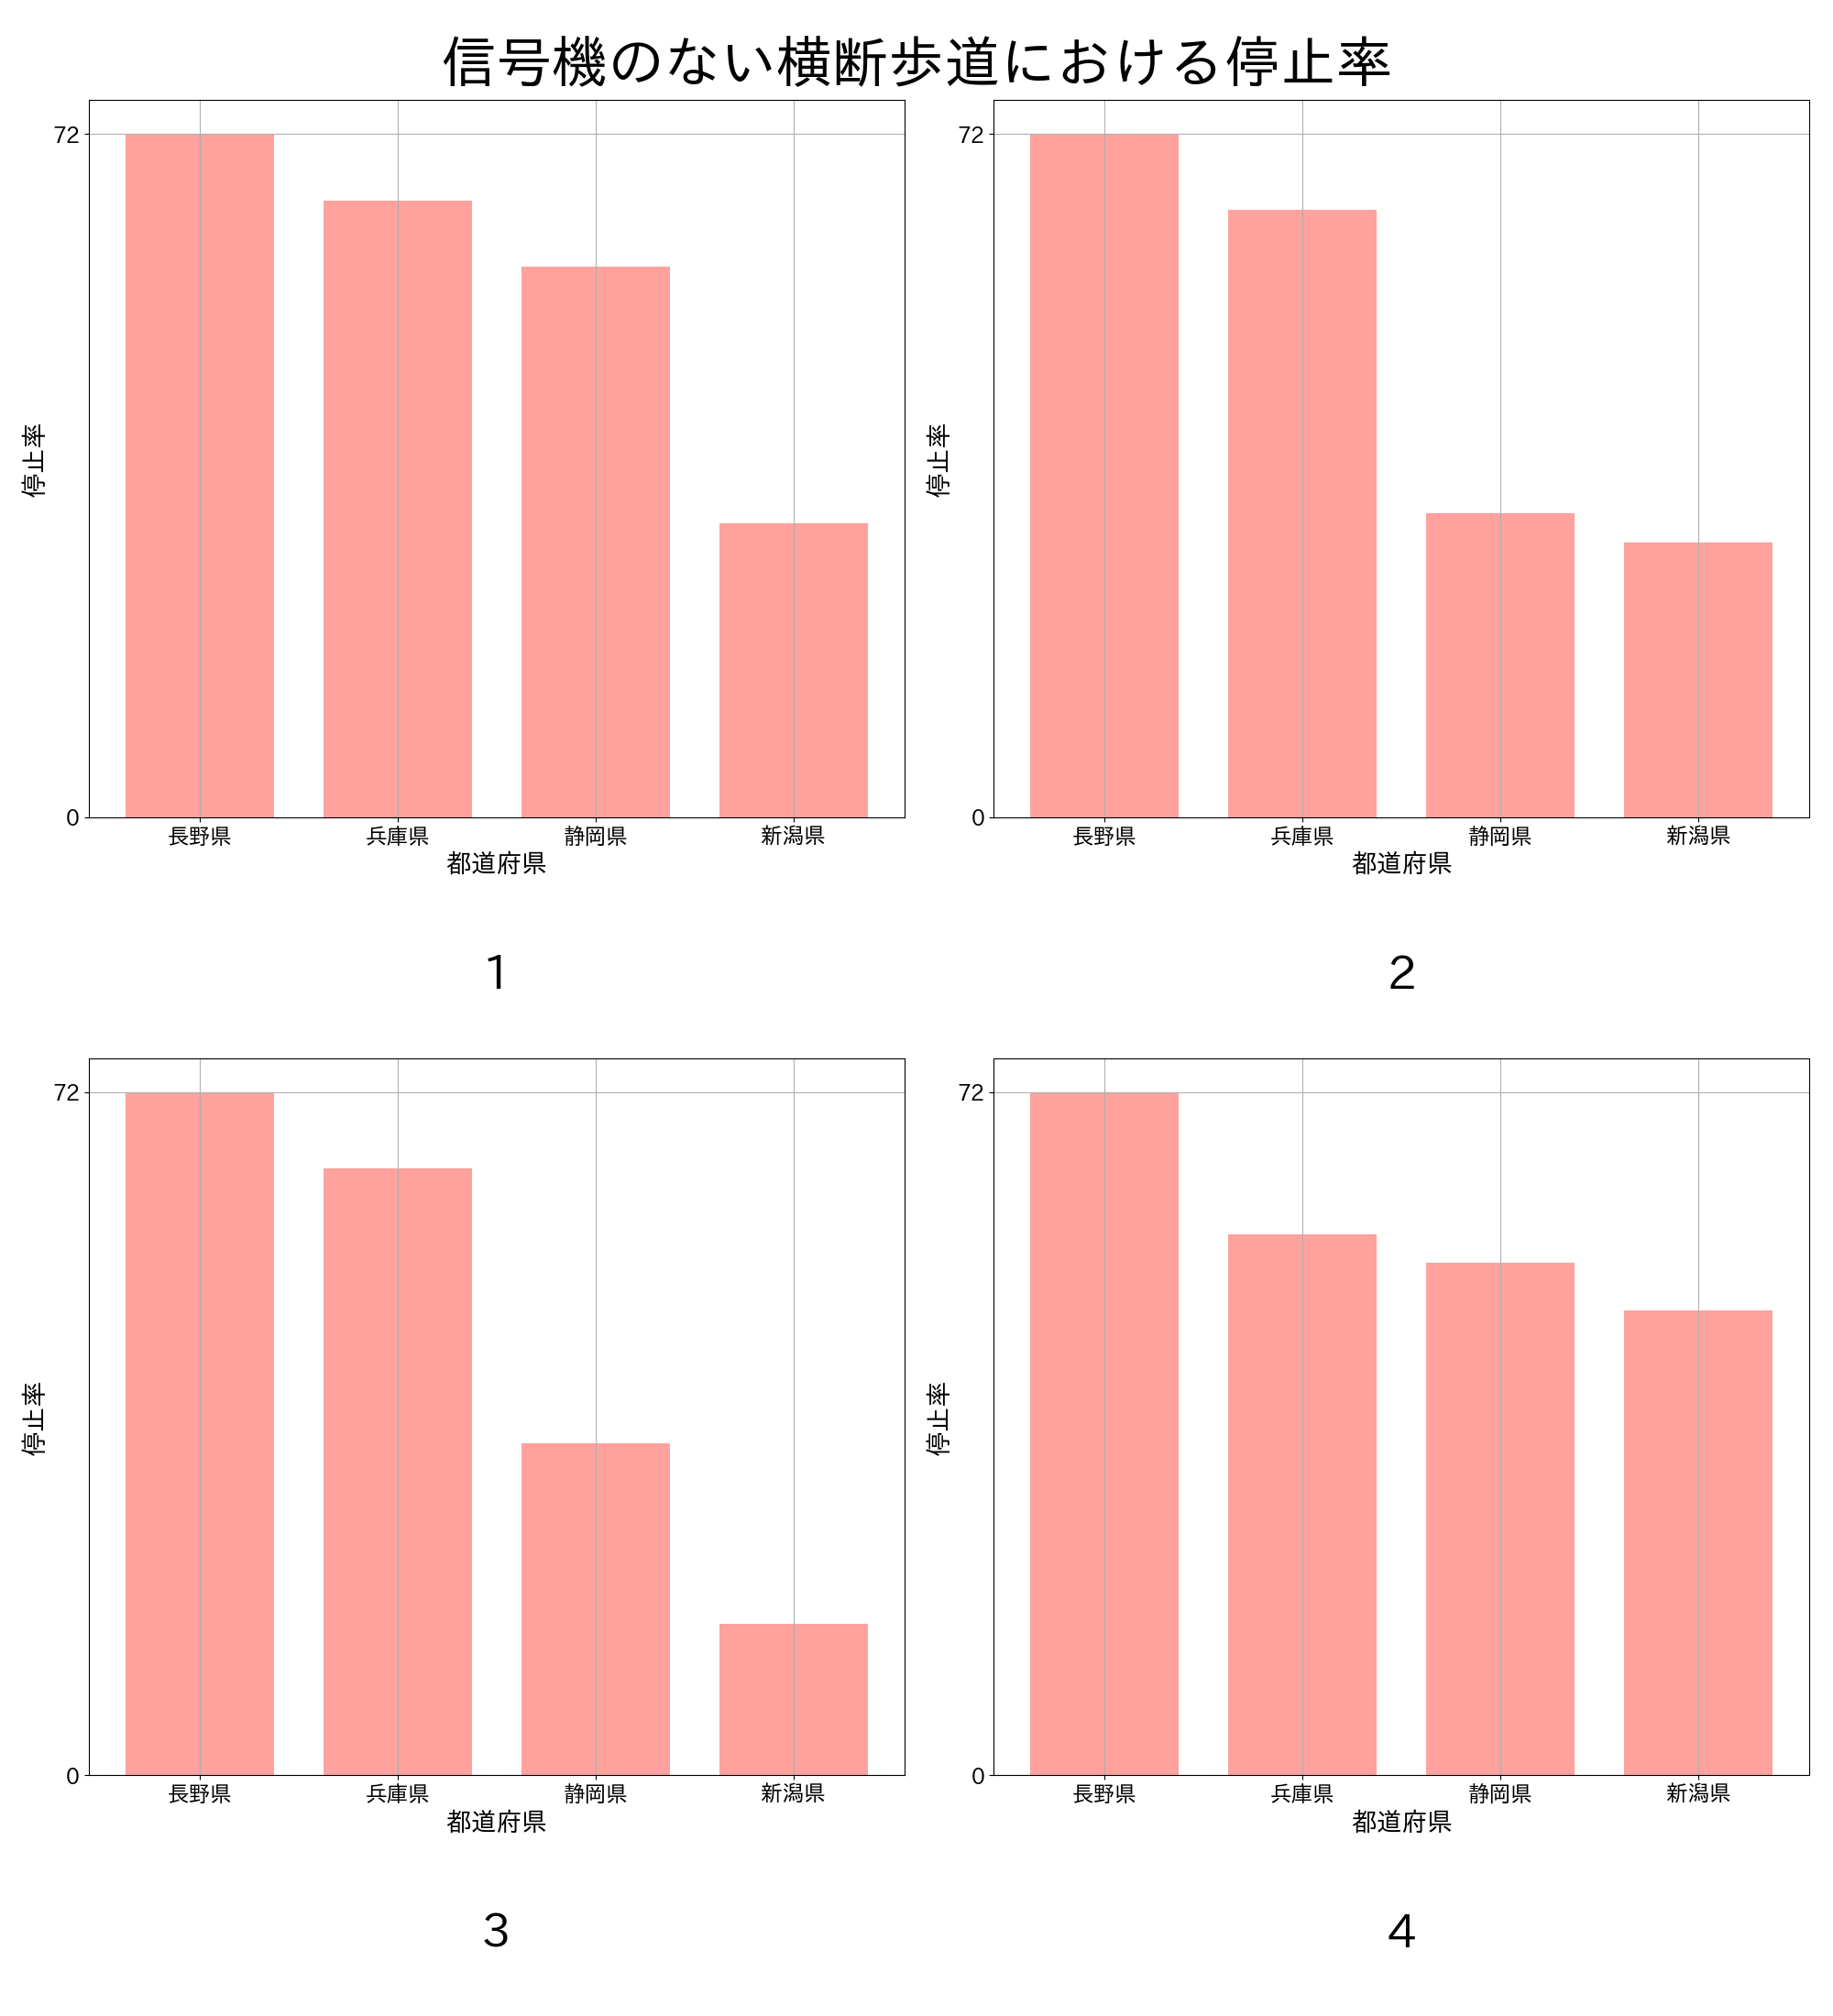 信号機のない横断歩道における停止率
72
停止率
0
長野県 兵庫県 静岡県 新潟県
都道府県
1
72
停止率
0
長野県 兵庫県 静岡県 新潟県
都道府県
2
72
停止率
0
長野県 兵庫県 静岡県 新潟県
都道府県
3
72
停止率
0
長野県 兵庫県 静岡県 新潟県
都道府県
4